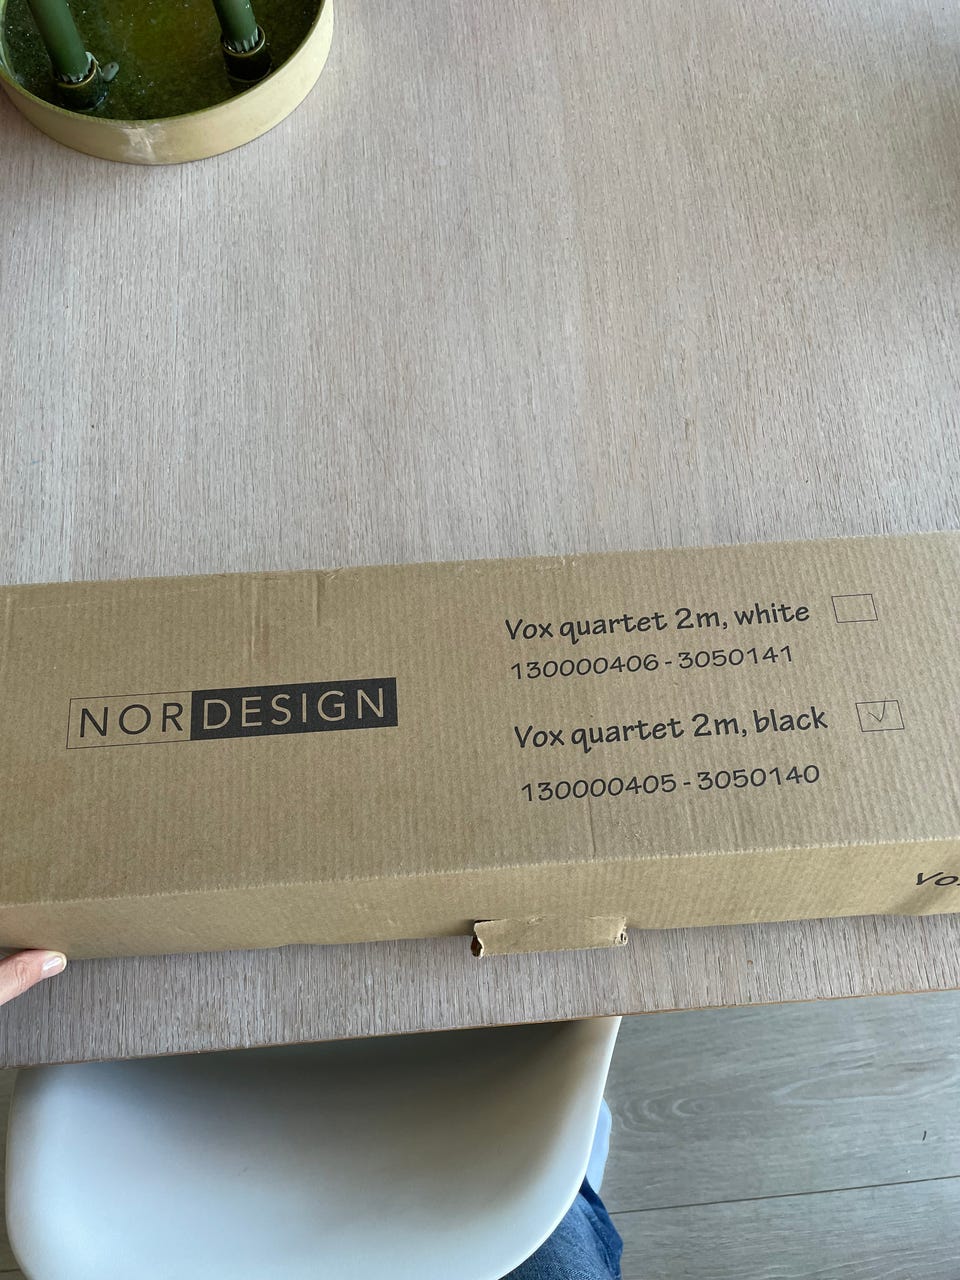 NORDESIGN
Vox quartet 2m, white
130000406 - 3050141
Vox quartet 2m, black
130000405 - 3050140